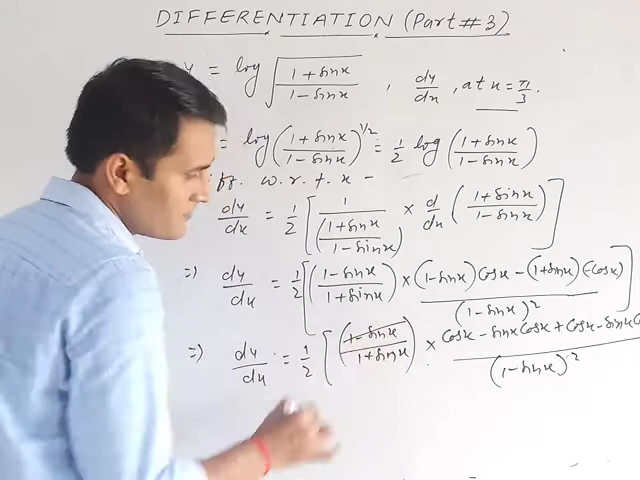 DIFFERENTIATION (Part #3)
y = log √((1+sinx)/(1-sinx)) , dy/dx , at x = π/3.
= log ((1+sinx)/(1-sinx))^1/2 = 1/2 log ((1+sinx)/(1-sinx))
w.r.t x -
dy/dx = 1/2 [ 1/((1+sinx)/(1-sinx)) × d/dx ((1+sinx)/(1-sinx)) ]
=> dy/dx = 1/2 [ ((1-sinx)/(1+sinx)) × ((1-sinx) Cosx - (1+sinx) (-Cosx))/(1-sinx)^2 ]
=> dy/dx = 1/2 [ ((1-sinx)/(1+sinx)) × (Cosx - sinx Cosx + Cosx - sinx C)/(1-sinx)^2